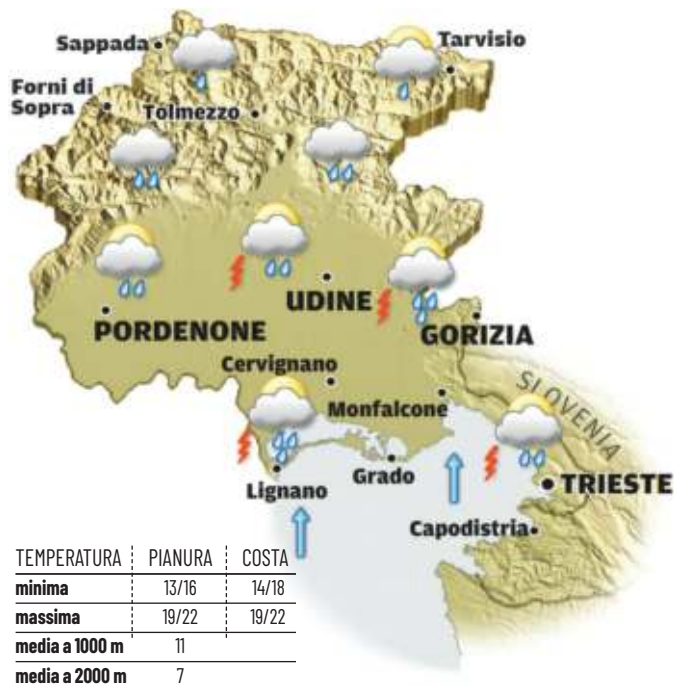 Sappada
Tarvisio
Forni di
Sopra
Tolmezzo
UDINE
PORDENONE
GORIZIA
Cervignano
SLOVENIA
Monfalcone
Grado
Lignano
TRIESTE
Capodistria
TEMPERATURA PIANURA COSTA
minima 13/16 14/18
massima 19/22 19/22
media a 1000 m 11
media a 2000 m 7